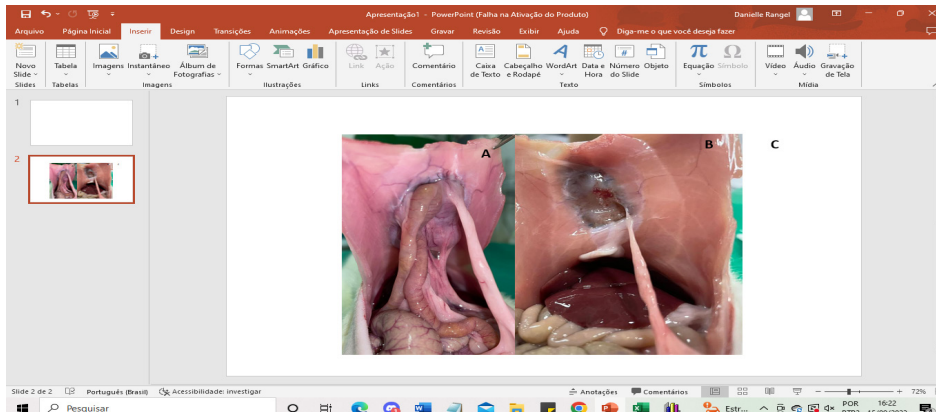 Apresentação1 - PowerPoint (Falha na Ativação do Produto)
Danielle Rangel
Arquivo Página Inicial Inserir Design Transições Animações Apresentação de Slides Gravar Revisão Exibir Ajuda Diga-me o que você deseja fazer
Novo Slide
Tabela
Imagens Instantâneo Álbum de Fotografias
Formas SmartArt Gráfico
Link Ação
Comentário
Caixa de Texto Cabeçalho e Rodapé WordArt Data e Hora Número do Slide Objeto
Equação Símbolo
Vídeo Áudio Gravação de Tela
Slides Tabelas Imagens Ilustrações Links Comentários Texto Símbolos Mídia
1
2
A B C
Slide 2 de 2 Português (Brasil) Acessibilidade: investigar Anotações Comentários 72%
Pesquisar
Estr...
POR
16:22